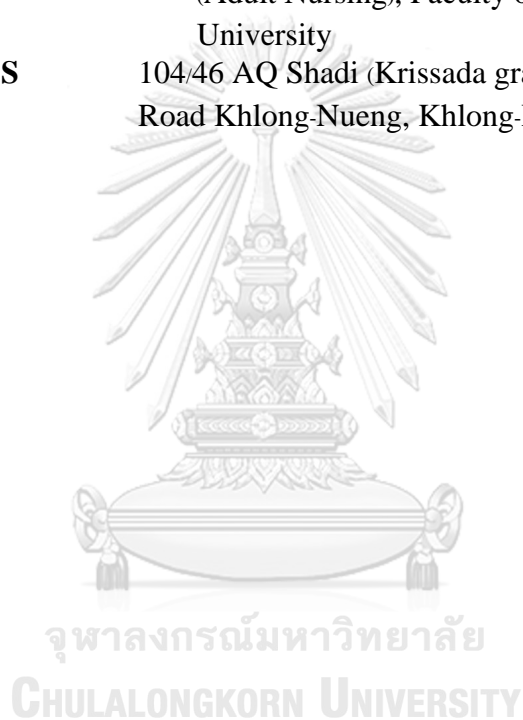 (Adult Nursing), Faculty o
University
S 104/46 AQ Shadi (Krissada gra
Road Khlong-Nueng, Khlong-
จุฬาลงกรณ์มหาวิทยาลัย
CHULALONGKORN UNIVERSITY